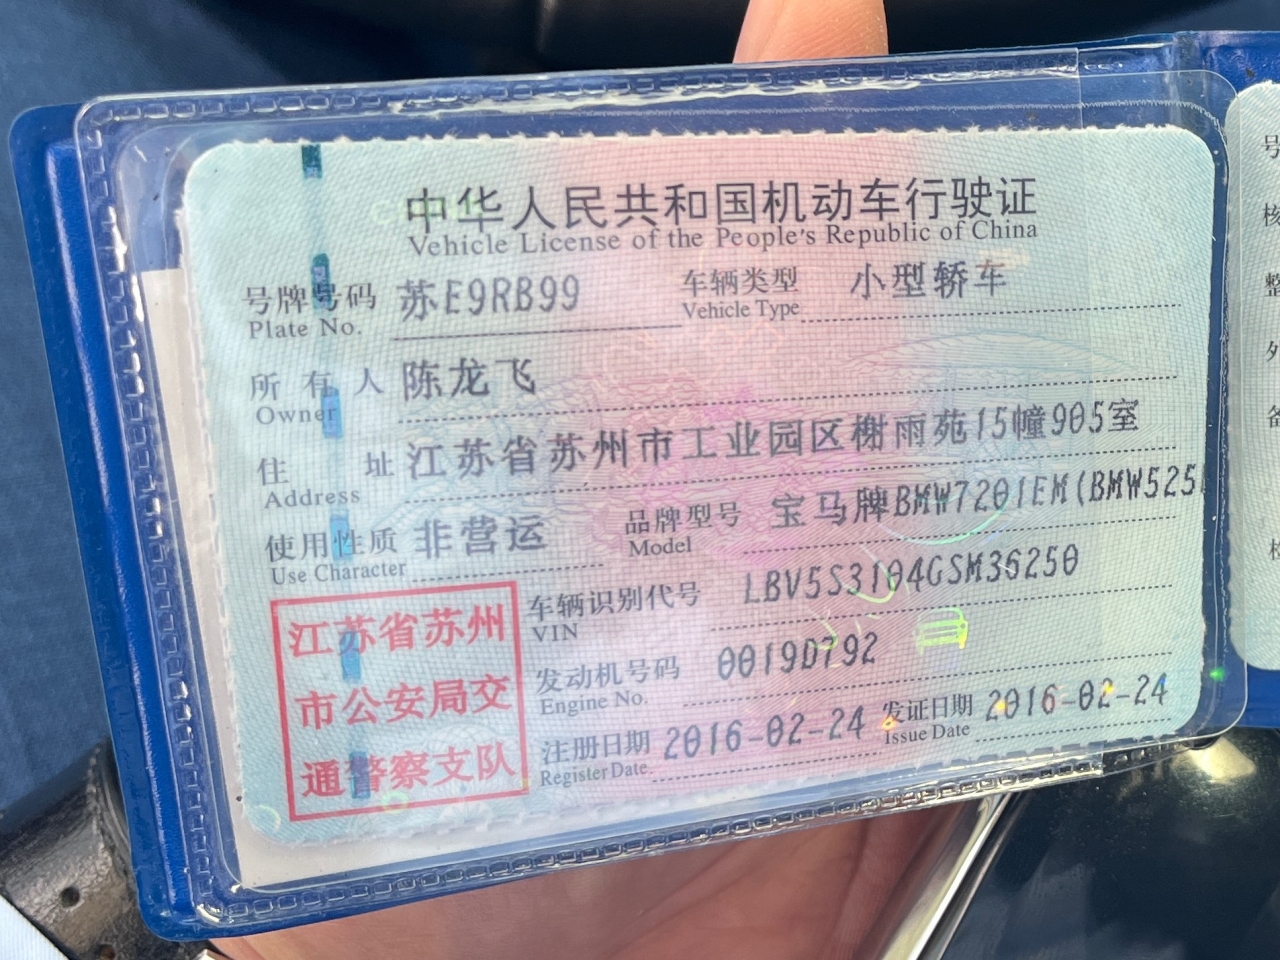 中华人民共和国机动车行驶证
Vehicle License of the People's Republic of China
号牌号码 苏E9RB99 车辆类型 小型轿车
Plate No. Vehicle Type
所有人 陈龙飞
Owner
住址 江苏省苏州市工业园区榭雨苑15幢905室
Address
使用性质 非营运 品牌型号 宝马牌BMW7201EM(BMW525
Use Character Model
江苏省苏州
市公安局交
通警察支队
车辆识别代号 LBV5S3104GSM36250
VIN
发动机号码 0019D792
Engine No.
注册日期 2016-02-24 发证日期 2016-02-24
Register Date Issue Date
号
整